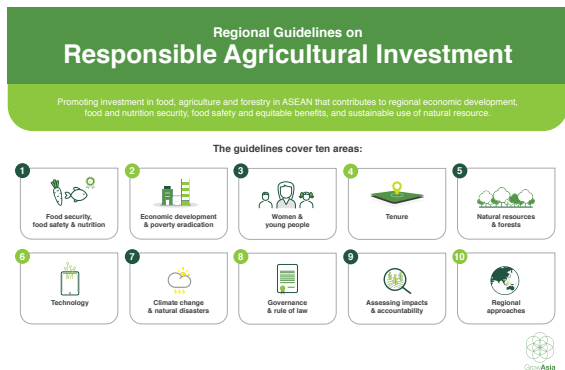 Regional Guidelines on
Responsible Agricultural Investment
Promoting investment in food, agriculture and forestry in ASEAN that contributes to regional economic development,
food and nutrition security, food safety and equitable benefits, and sustainable use of natural resource.
The guidelines cover ten areas:
1
Food security,
food safety & nutrition
2
Economic development
& poverty eradication
3
Women &
young people
4
Tenure
5
Natural resources
& forests
6
Technology
7
Climate change
& natural disasters
8
Governance
& rule of law
9
Assessing impacts
& accountability
10
Regional
approaches
GrowAsia